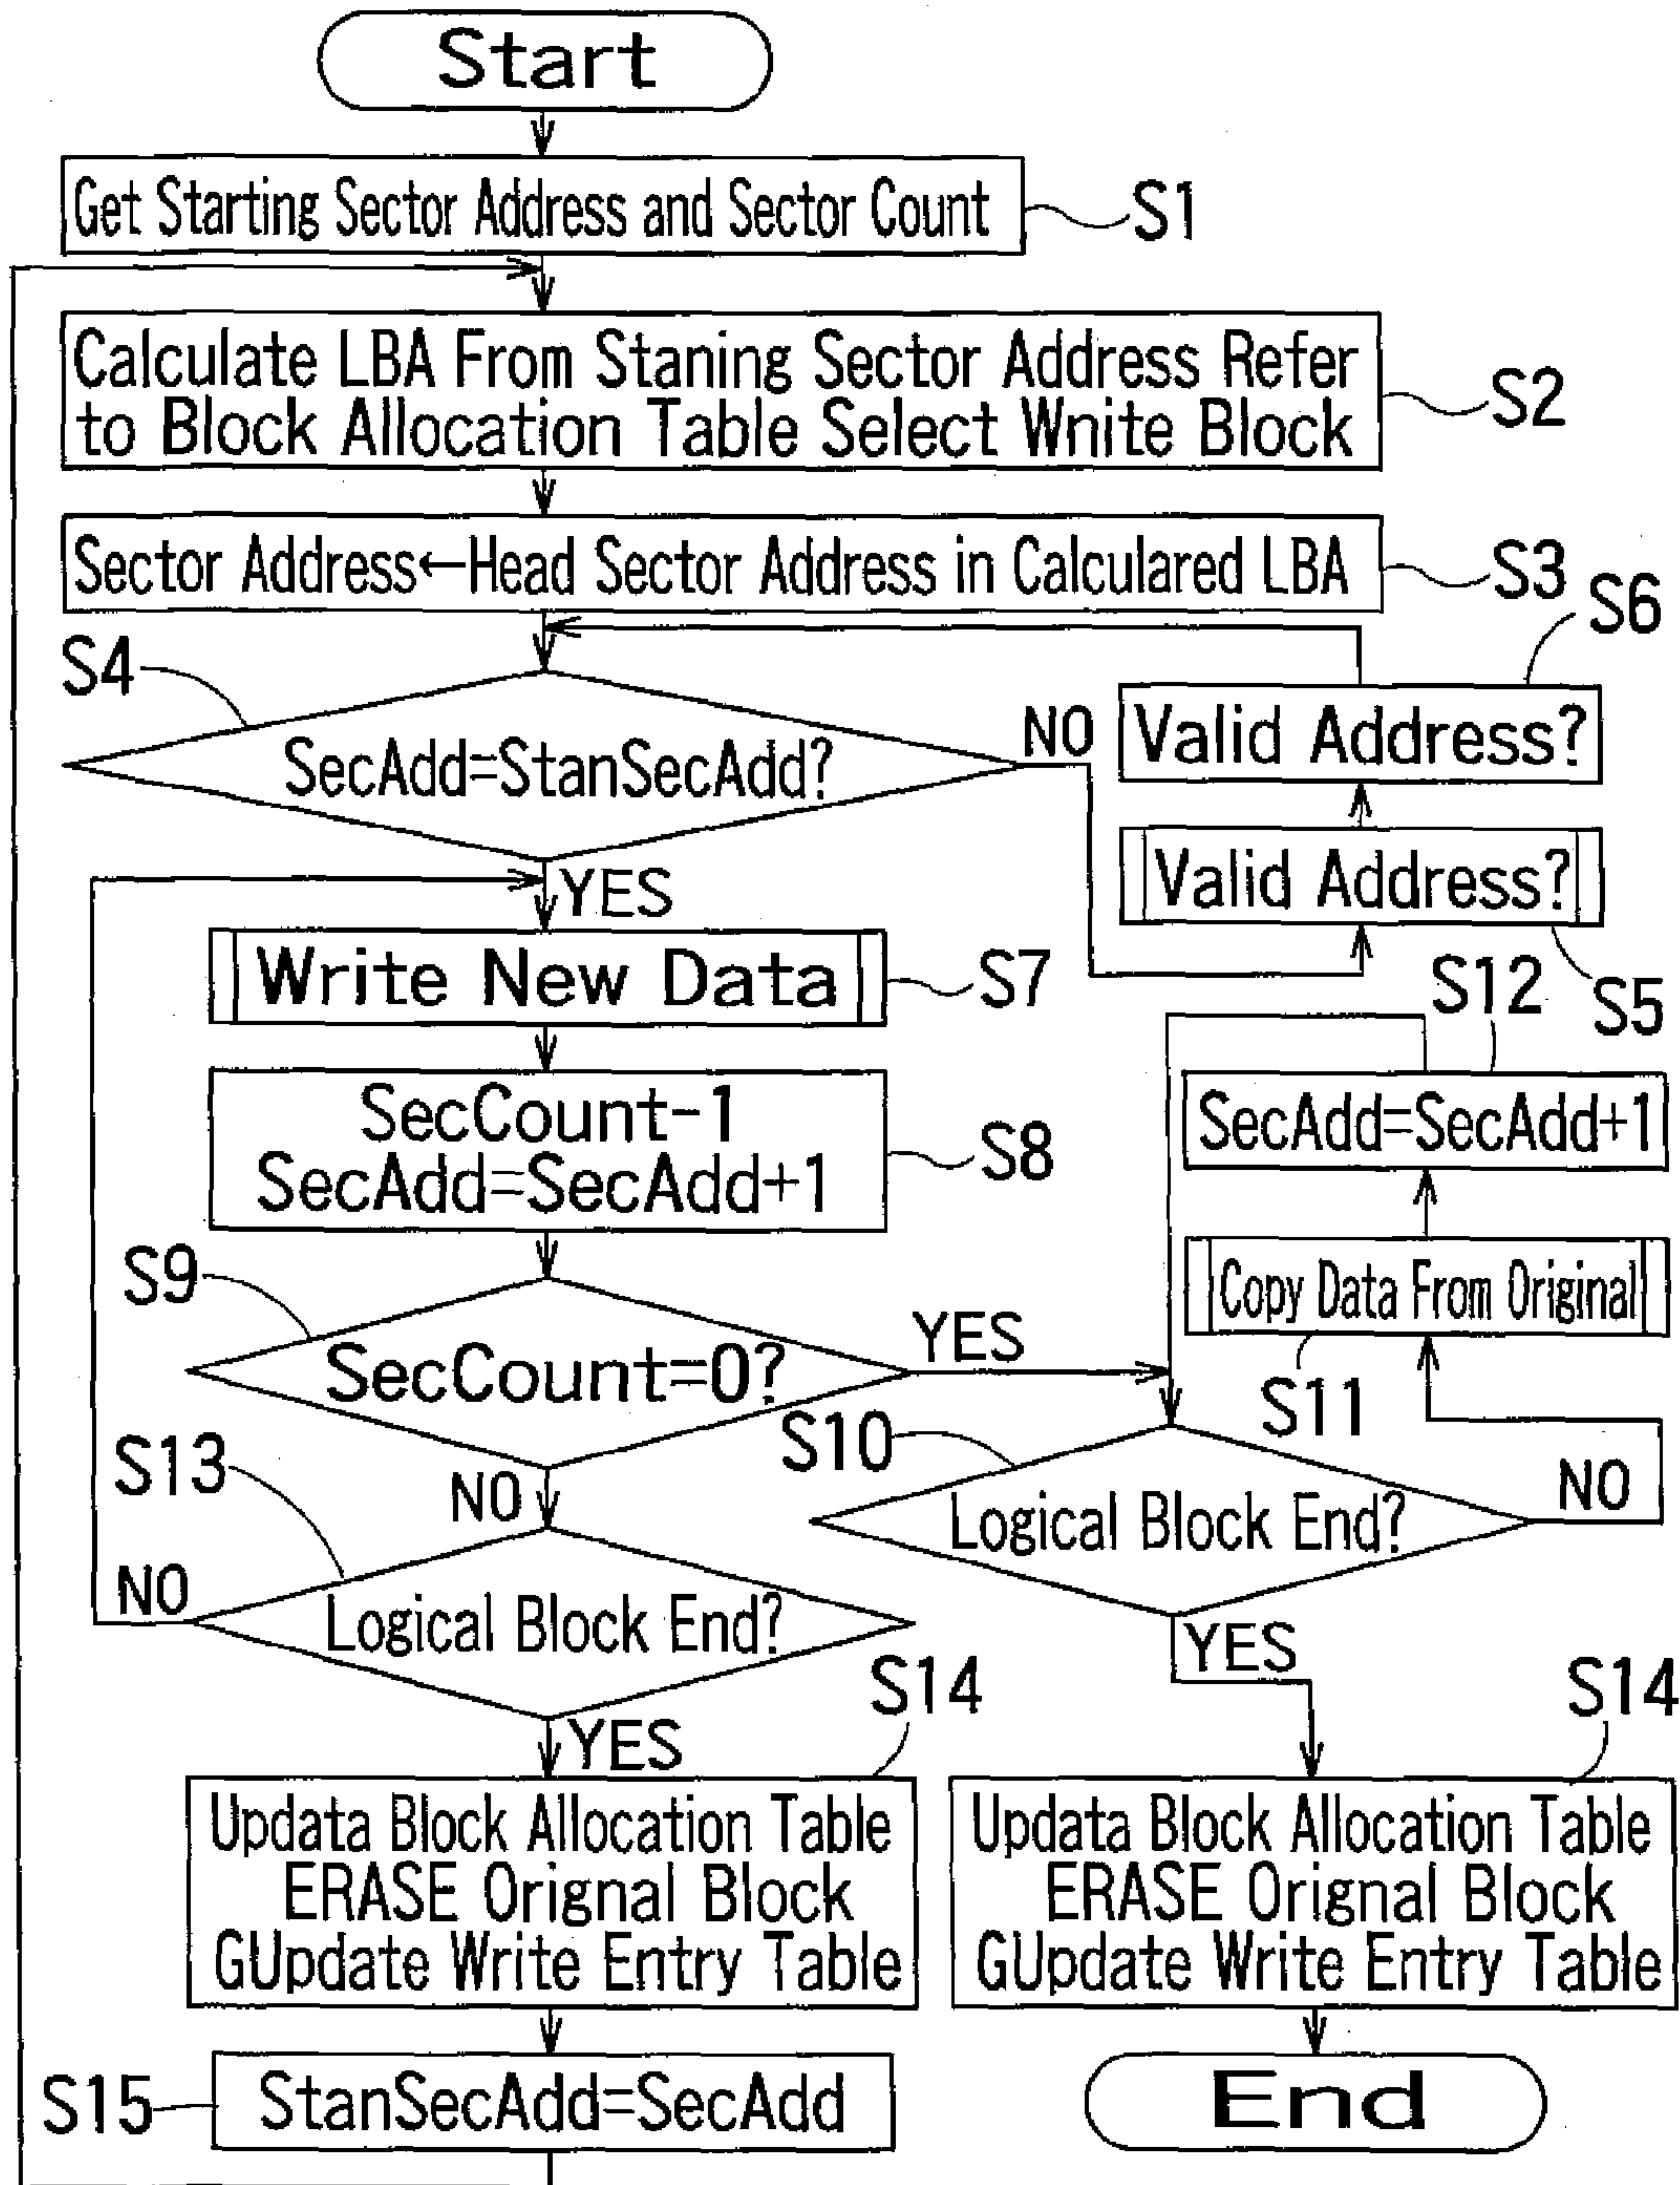 Start
Get Starting Sector Address and Sector Count
S1
Calculate LBA From Staning Sector Address Refer
to Block Allocation Table Select Wnite Block
S2
Sector Address←Head Sector Address in Calculared LBA
S3
S6
S4
SecAdd=StanSecAdd?
NO
Valid Address?
Valid Address?
S5
YES
Write New Data
S7
S12
SecCount-1
SecAdd=SecAdd+1
S8
SecAdd=SecAdd+1
S9
SecCount=0?
YES
Copy Data From Original
S11
S10
S13
NO
Logical Block End?
NO
NO
Logical Block End?
YES
YES
S14
S14
Updata Block Allocation Table
ERASE Orignal Block
GUpdate Write Entry Table
Updata Block Allocation Table
ERASE Orignal Block
GUpdate Write Entry Table
S15
StanSecAdd=SecAdd
End